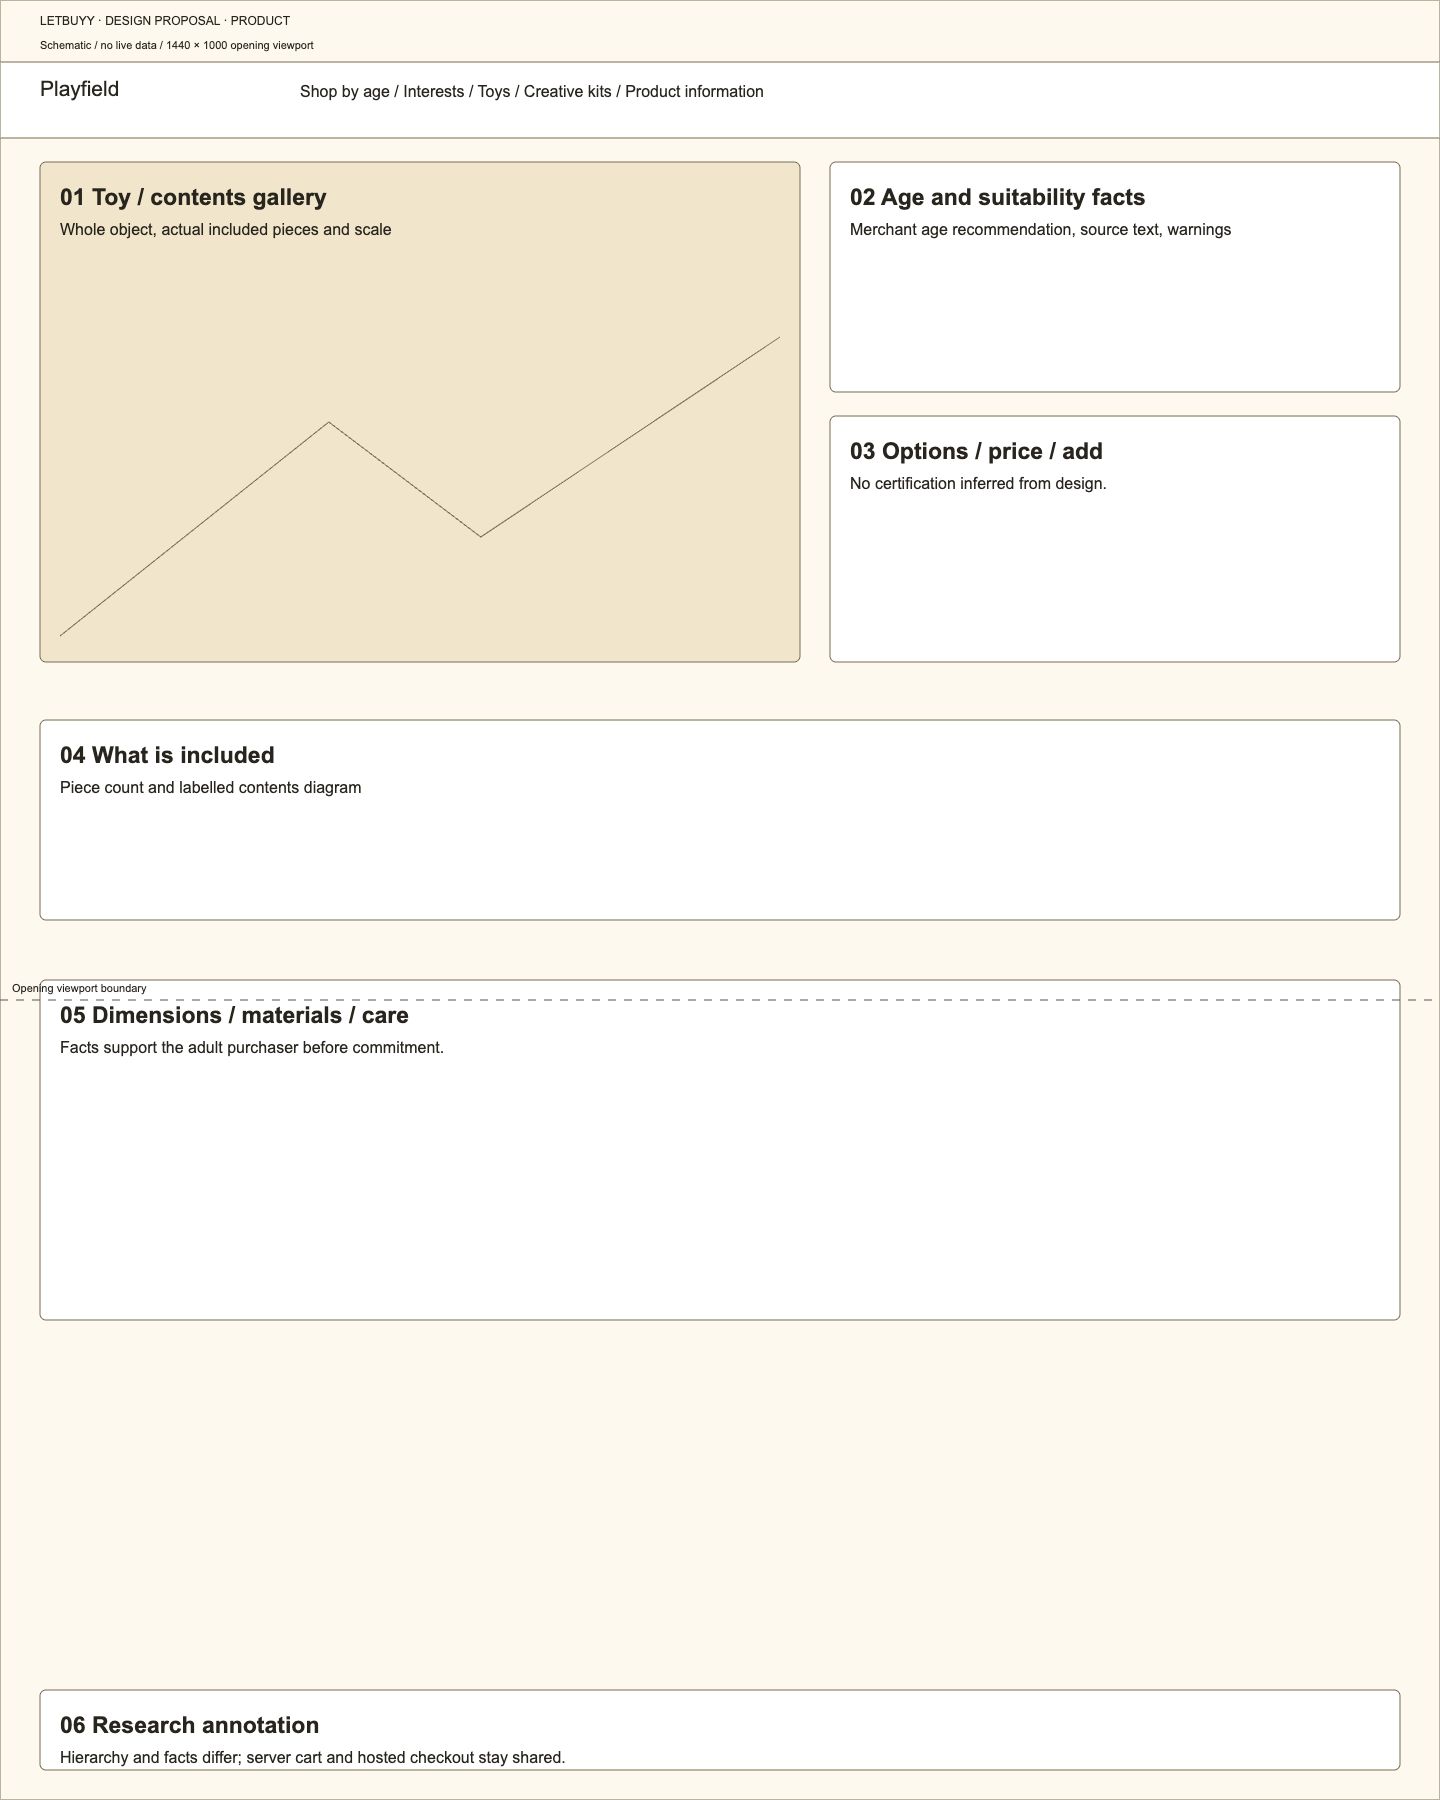 LETBUYY · DESIGN PROPOSAL · PRODUCT
Schematic / no live data / 1440 × 1000 opening viewport
Playfield
Shop by age / Interests / Toys / Creative kits / Product information
01 Toy / contents gallery
Whole object, actual included pieces and scale
02 Age and suitability facts
Merchant age recommendation, source text, warnings
03 Options / price / add
No certification inferred from design.
04 What is included
Piece count and labelled contents diagram
Opening viewport boundary
05 Dimensions / materials / care
Facts support the adult purchaser before commitment.
06 Research annotation
Hierarchy and facts differ; server cart and hosted checkout stay shared.